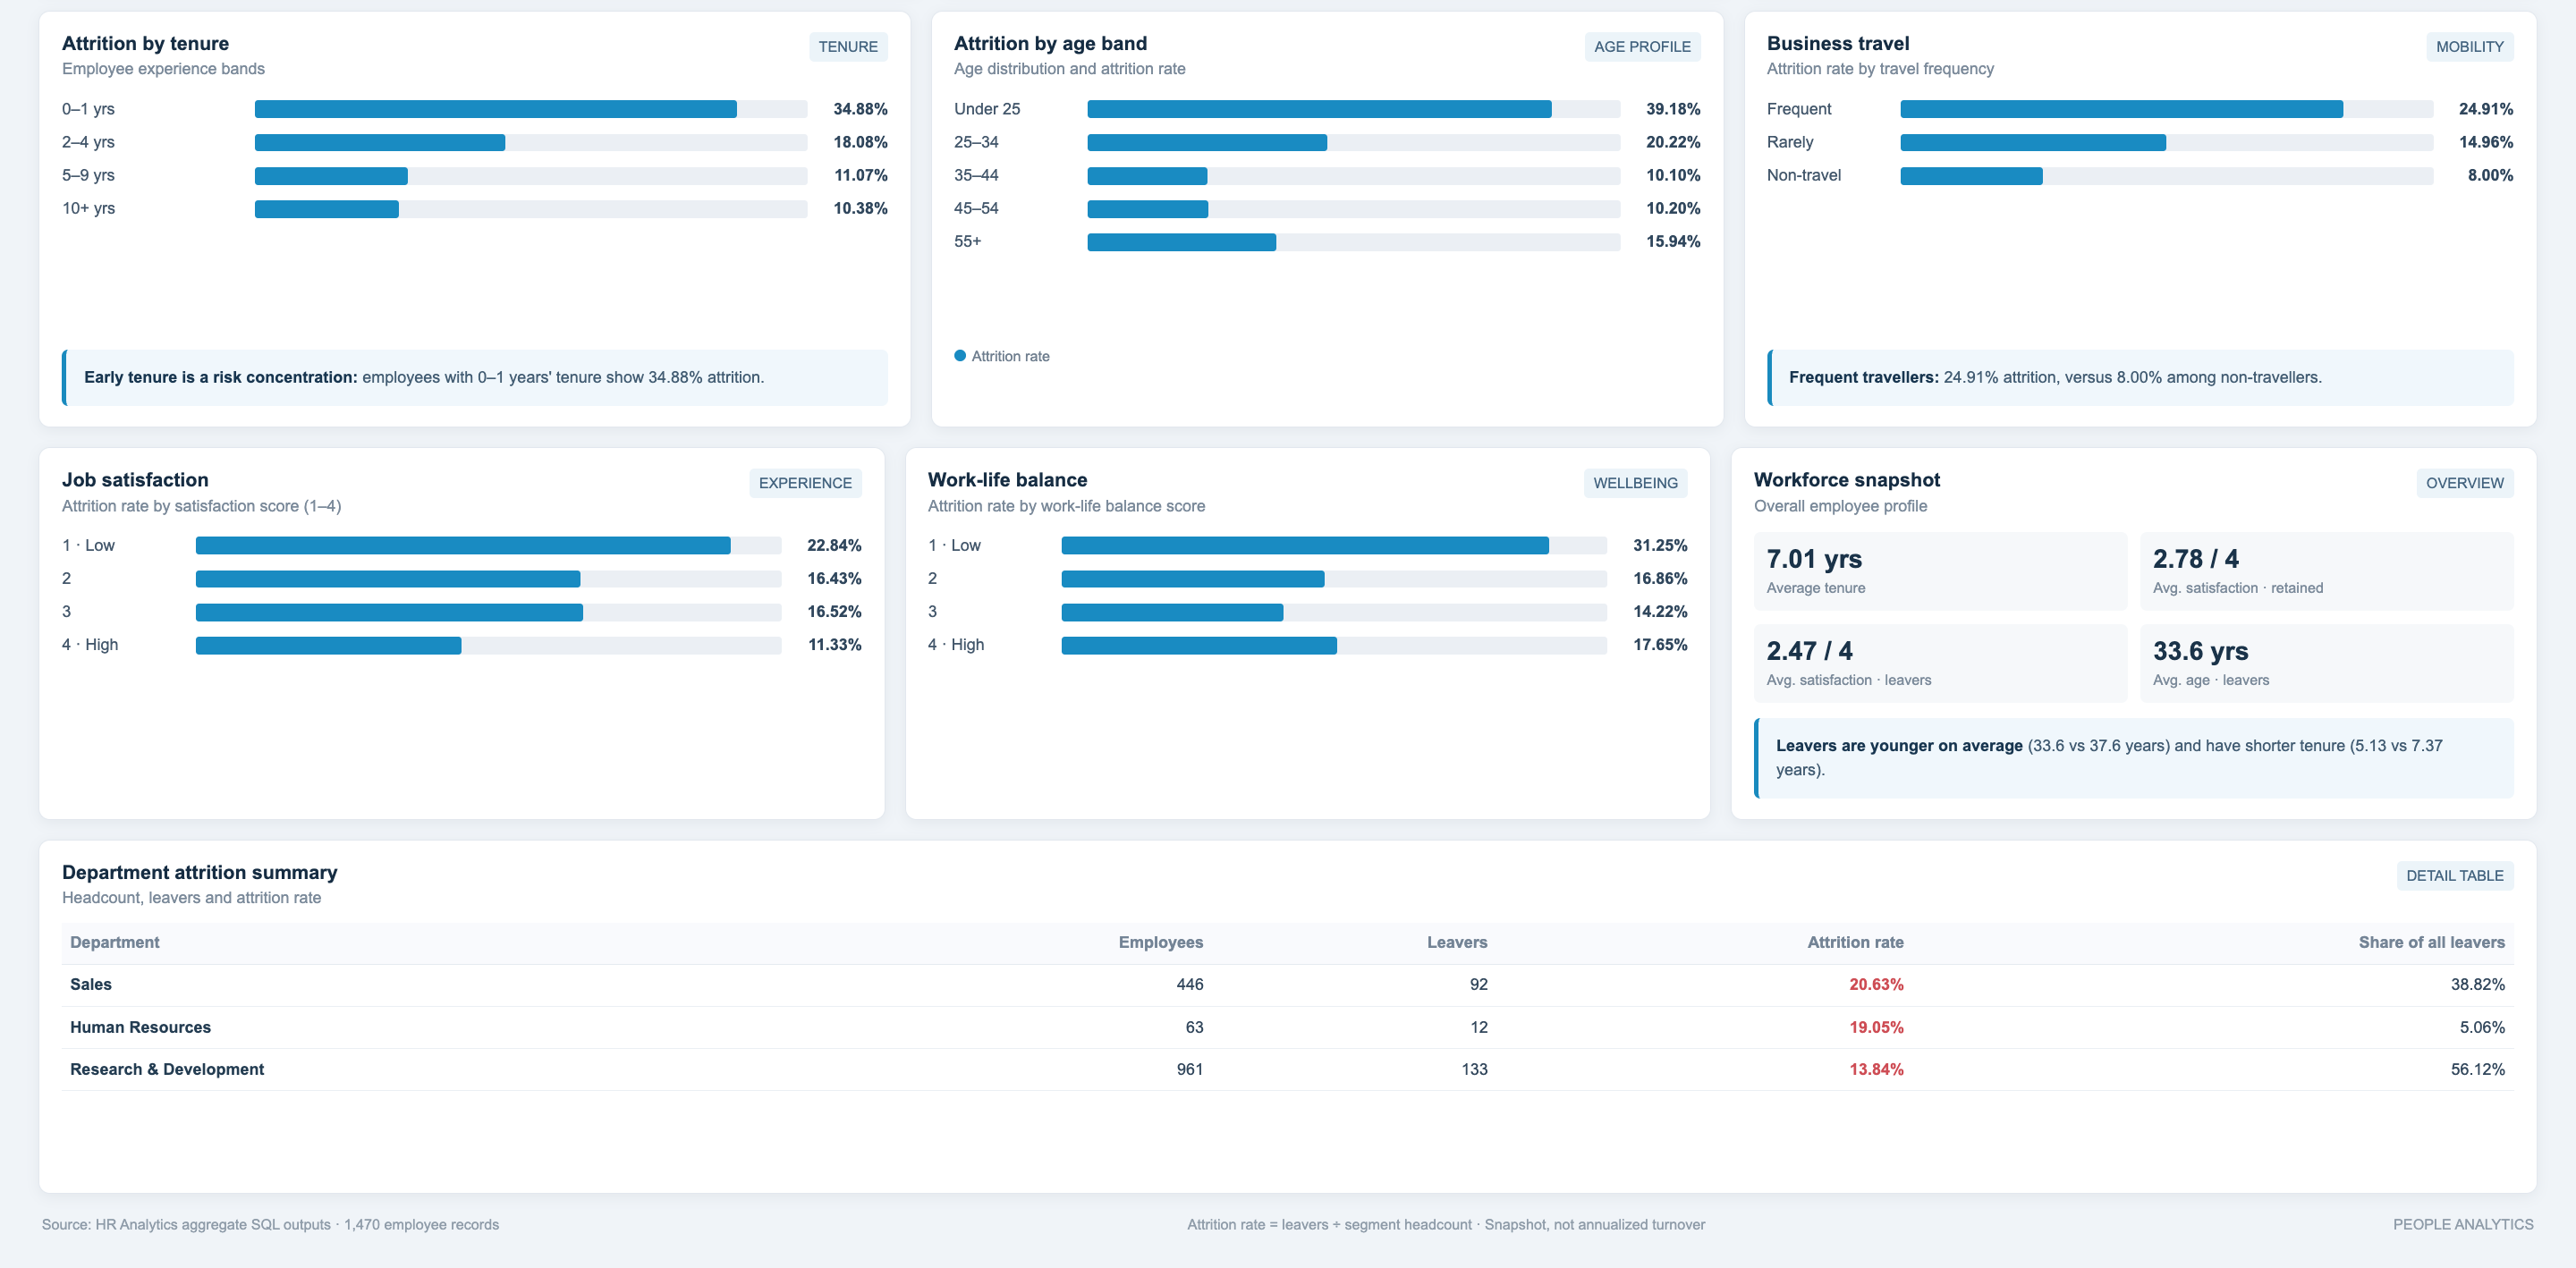 Attrition by tenure
TENURE
Employee experience bands
0–1 yrs 34.88%
2–4 yrs 18.08%
5–9 yrs 11.07%
10+ yrs 10.38%
Early tenure is a risk concentration: employees with 0–1 years' tenure show 34.88% attrition.
Attrition by age band
AGE PROFILE
Age distribution and attrition rate
Under 25 39.18%
25–34 20.22%
35–44 10.10%
45–54 10.20%
55+ 15.94%
Attrition rate
Business travel
MOBILITY
Attrition rate by travel frequency
Frequent 24.91%
Rarely 14.96%
Non-travel 8.00%
Frequent travellers: 24.91% attrition, versus 8.00% among non-travellers.
Job satisfaction
EXPERIENCE
Attrition rate by satisfaction score (1–4)
1 · Low 22.84%
2 16.43%
3 16.52%
4 · High 11.33%
Work-life balance
WELLBEING
Attrition rate by work-life balance score
1 · Low 31.25%
2 16.86%
3 14.22%
4 · High 17.65%
Workforce snapshot
OVERVIEW
Overall employee profile
7.01 yrs
Average tenure
2.78 / 4
Avg. satisfaction · retained
2.47 / 4
Avg. satisfaction · leavers
33.6 yrs
Avg. age · leavers
Leavers are younger on average (33.6 vs 37.6 years) and have shorter tenure (5.13 vs 7.37
years).
Department attrition summary
DETAIL TABLE
Headcount, leavers and attrition rate
Department Employees Leavers Attrition rate Share of all leavers
Sales 446 92 20.63% 38.82%
Human Resources 63 12 19.05% 5.06%
Research & Development 961 133 13.84% 56.12%
Source: HR Analytics aggregate SQL outputs · 1,470 employee records
Attrition rate = leavers ÷ segment headcount · Snapshot, not annualized turnover
PEOPLE ANALYTICS